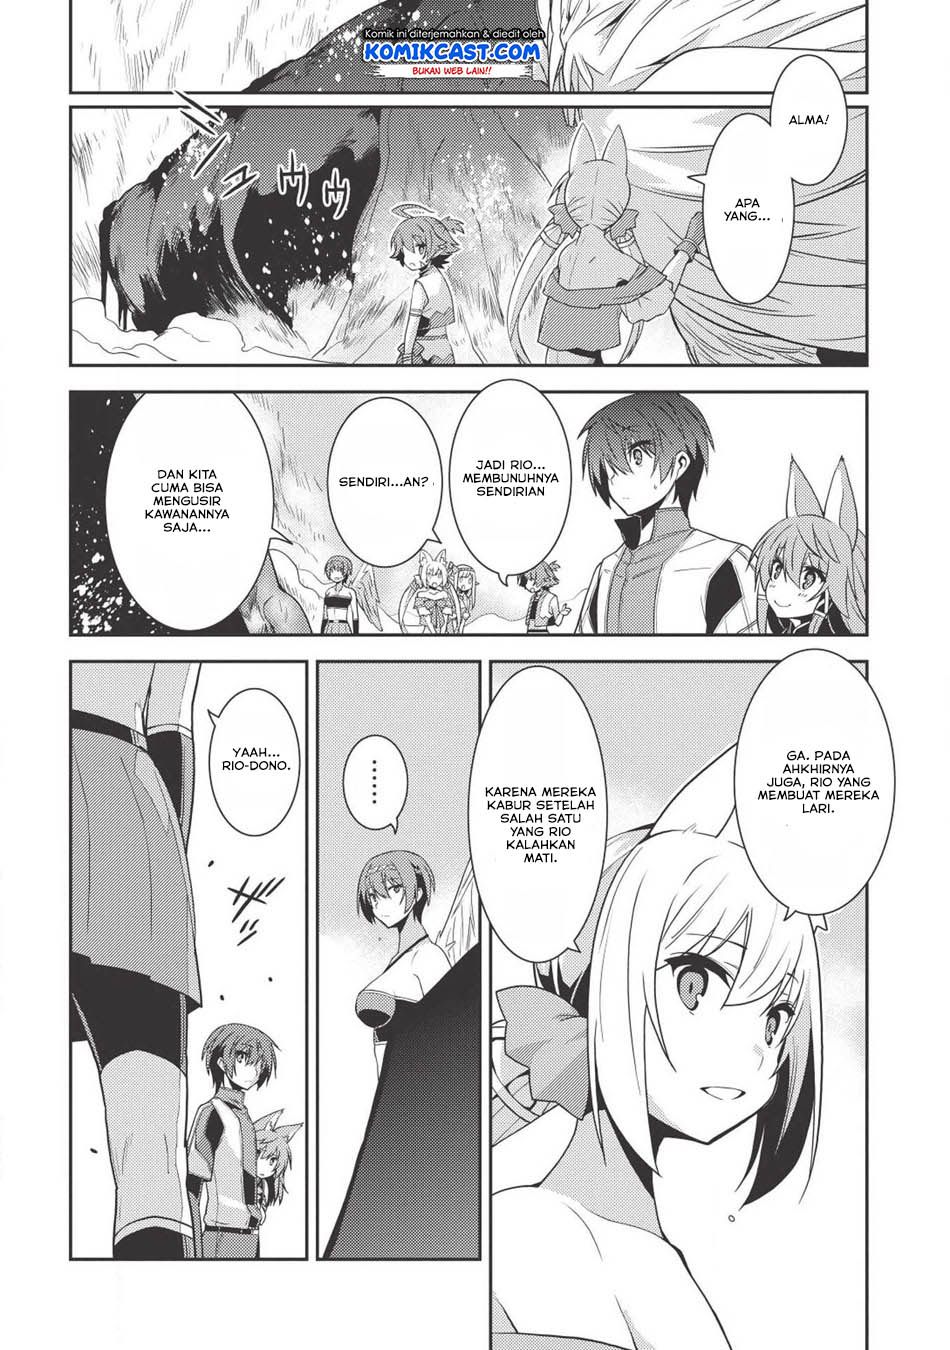 Komik ini diterjemahkan & diedit oleh
KOMIKCAST.COM
BUKAN WEB LAIN!!
ALMA!
APA
YANG...
JADI RIO...
MEMBUNUHNYA
SENDIRIAN
SENDIRI...AN?
DAN KITA
CUMA BISA
MENGUSIR
KAWANANNYA
SAJA...
GA. PADA
AHKHIRNYA
JUGA, RIO YANG
MEMBUAT MEREKA
LARI.
KARENA MEREKA
KABUR SETELAH
SALAH SATU
YANG RIO
KALAHKAN
MATI.
YAAH...
RIO-DONO.